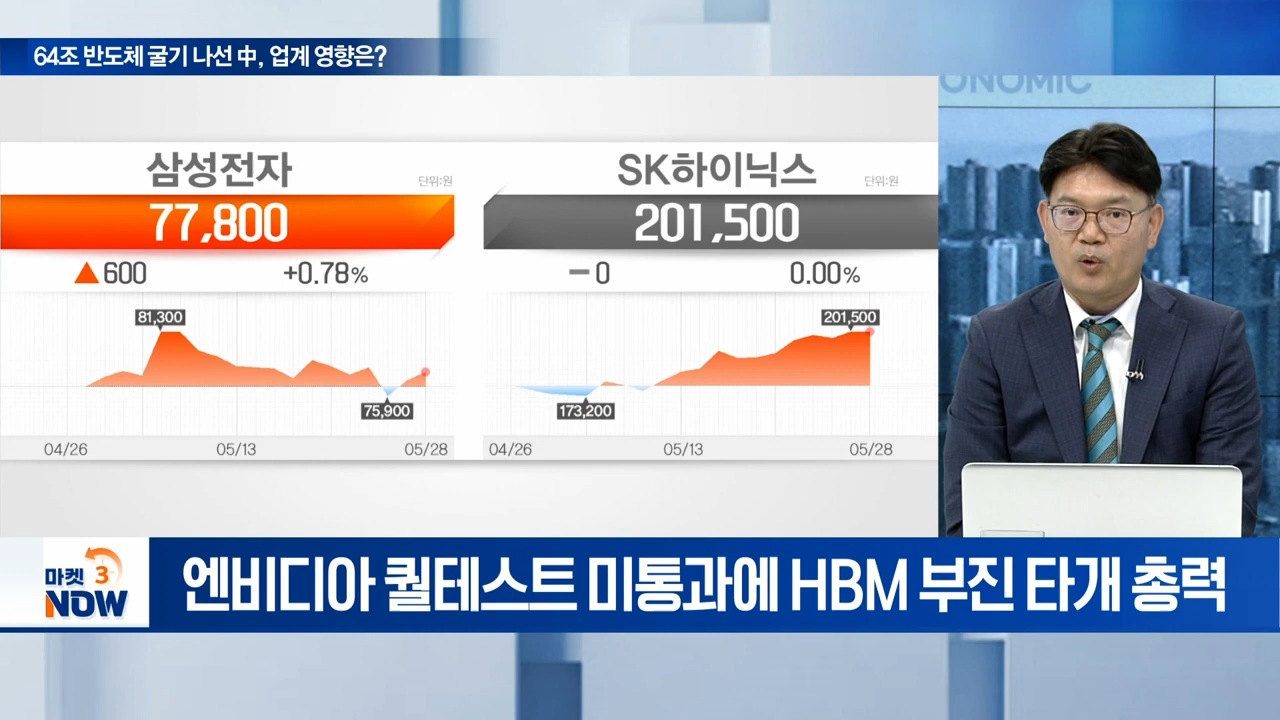 64조 반도체 굴기 나선 中, 업계 영향은?
ONOMIC
삼성전자
단위:원
77,800
▲600 +0.78%
81,300
75,900
04/26 05/13 05/28
SK하이닉스
단위:원
201,500
0 0.00%
201,500
173,200
04/26 05/13 05/28
마켓 3
NOW
엔비디아 퀄테스트 미통과에 HBM 부진 타개 총력